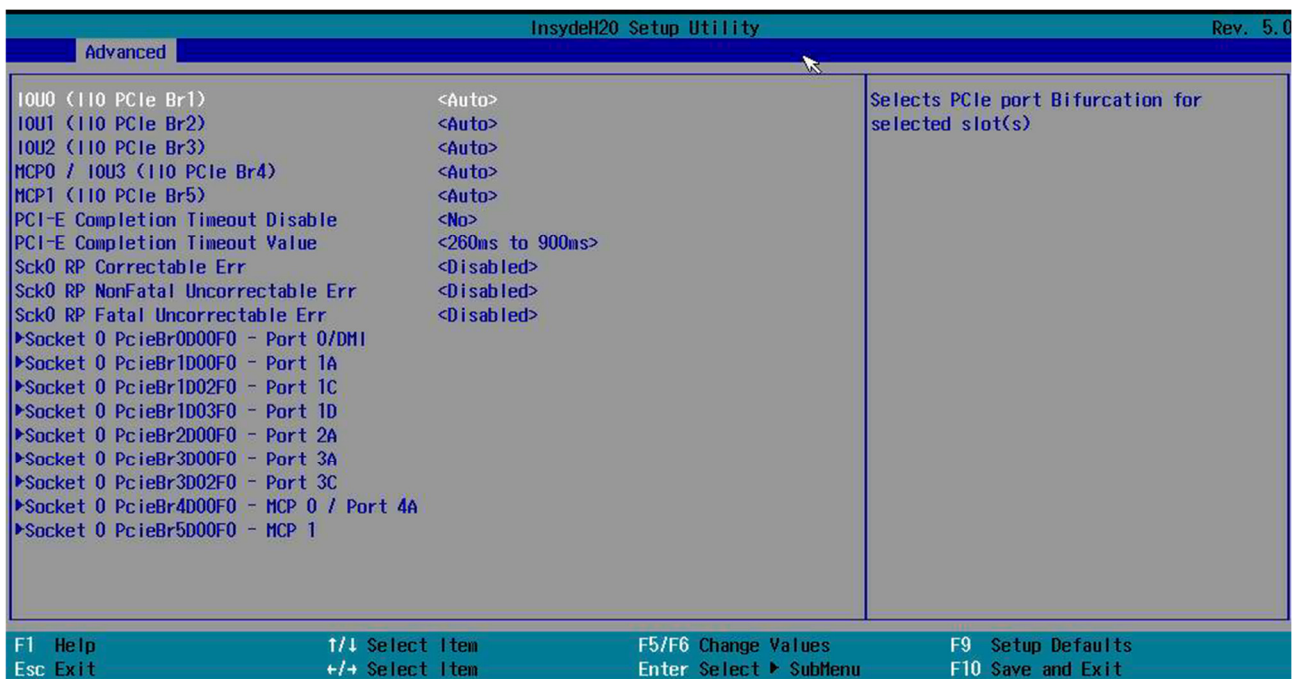 InsydeH20 Setup Utility Rev. 5.0
Advanced
IOU0 (IIO PCIe Br1) <Auto>
IOU1 (IIO PCIe Br2) <Auto>
IOU2 (IIO PCIe Br3) <Auto>
MCP0 / IOU3 (IIO PCIe Br4) <Auto>
MCP1 (IIO PCIe Br5) <Auto>
PCI-E Completion Timeout Disable <No>
PCI-E Completion Timeout Value <260ms to 900ms>
Sck0 RP Correctable Err <Disabled>
Sck0 RP NonFatal Uncorrectable Err <Disabled>
Sck0 RP Fatal Uncorrectable Err <Disabled>
▶Socket 0 PcieBr0D00F0 - Port 0/DMI
▶Socket 0 PcieBr1D00F0 - Port 1A
▶Socket 0 PcieBr1D02F0 - Port 1C
▶Socket 0 PcieBr1D03F0 - Port 1D
▶Socket 0 PcieBr2D00F0 - Port 2A
▶Socket 0 PcieBr3D00F0 - Port 3A
▶Socket 0 PcieBr3D02F0 - Port 3C
▶Socket 0 PcieBr4D00F0 - MCP 0 / Port 4A
▶Socket 0 PcieBr5D00F0 - MCP 1
Selects PCIe port Bifurcation for
selected slot(s)
F1 Help ↑/↓ Select Item F5/F6 Change Values F9 Setup Defaults
Esc Exit ←/→ Select Item Enter Select ▶ SubMenu F10 Save and Exit